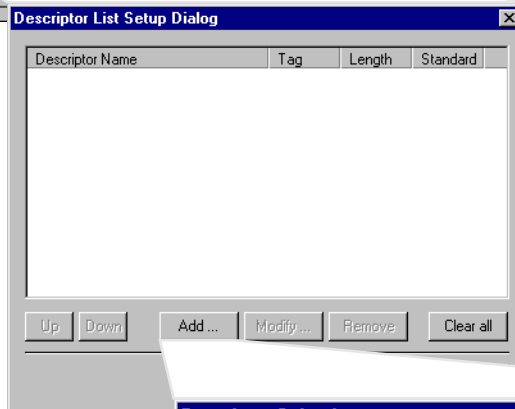 Descriptor List Setup Dialog
Descriptor Name Tag Length Standard
Up Down Add ... Modify ... Remove Clear all